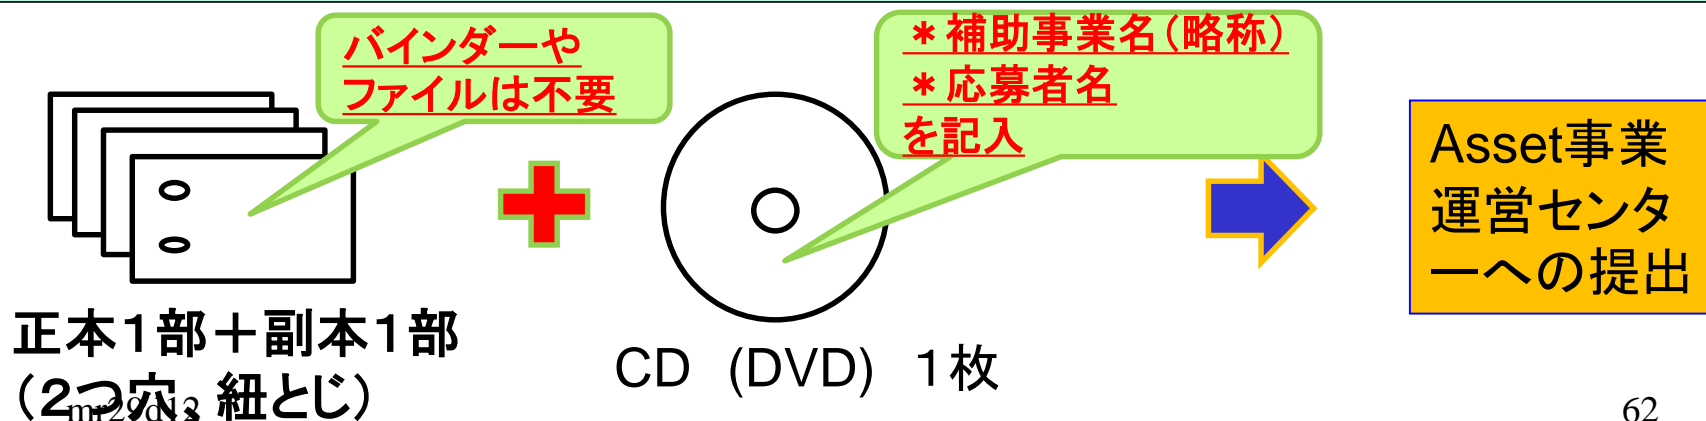 バインダーや
ファイルは不要
＊補助事業名（略称）
＊応募者名
を記入
Asset事業
運営センタ
ーへの提出
正本１部＋副本１部
（２つ穴、紐とじ）
CD （DVD） １枚
mr29d12
62